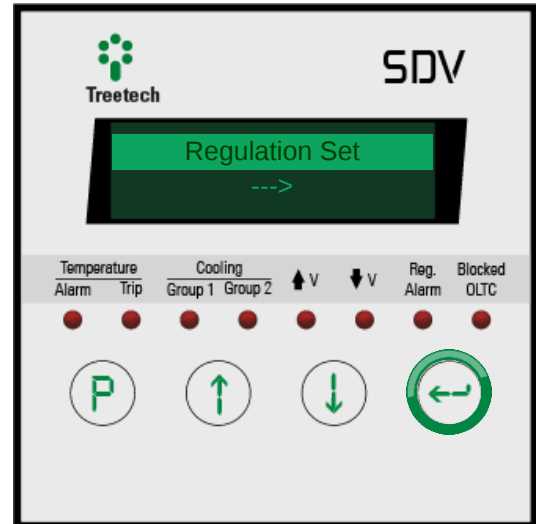 Treetech
SDV
Regulation Set
--->
Temperature
Alarm Trip
Cooling
Group 1 Group 2
V
V
Reg.
Alarm
Blocked
OLTC
P